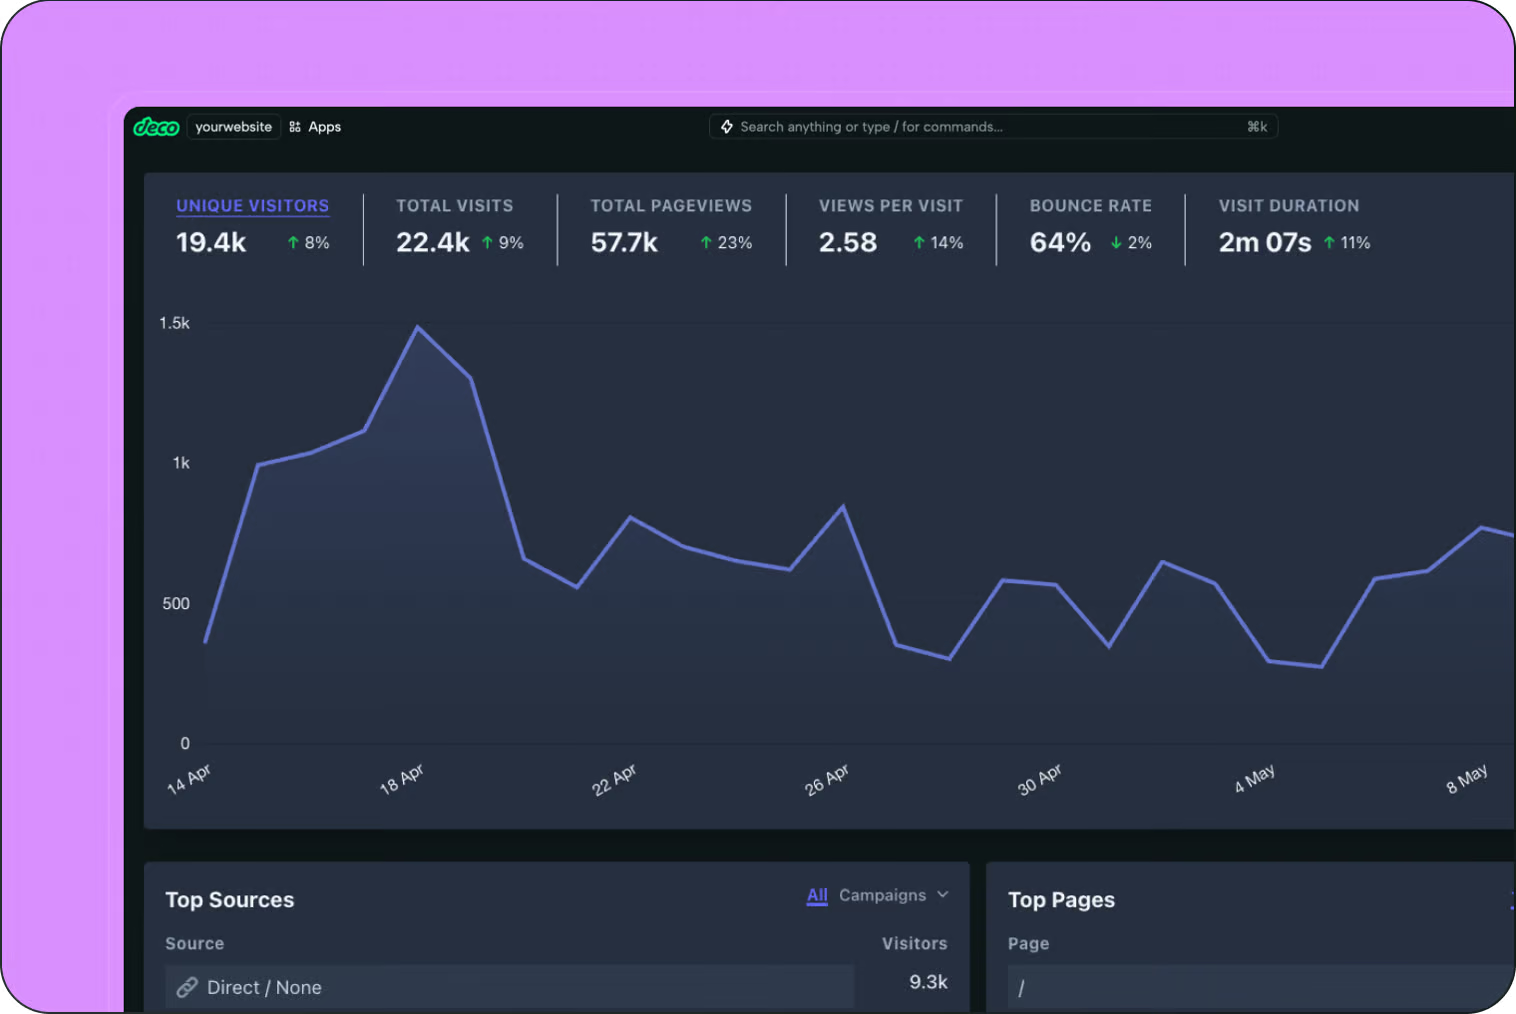 deco yourwebsite Apps Search anything or type / for commands... ⌘k
UNIQUE VISITORS TOTAL VISITS TOTAL PAGEVIEWS VIEWS PER VISIT BOUNCE RATE VISIT DURATION
19.4k ↑ 8% 22.4k ↑ 9% 57.7k ↑ 23% 2.58 ↑ 14% 64% ↓ 2% 2m 07s ↑ 11%
1.5k
1k
500
0
14 Apr 18 Apr 22 Apr 26 Apr 30 Apr 4 May 8 May
Top Sources All Campaigns
Source Visitors
Direct / None 9.3k
Top Pages
Page
/